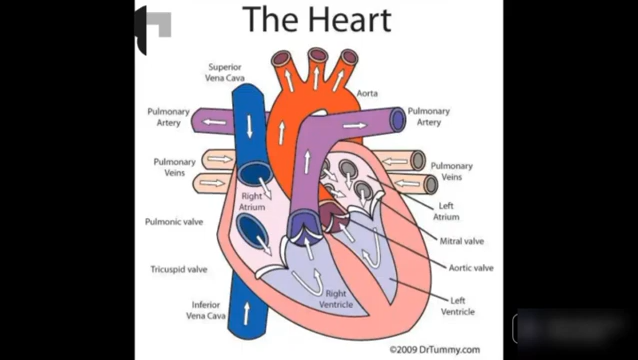 The Heart
Superior
Vena Cava
Aorta
Pulmonary
Artery
Pulmonary
Artery
Pulmonary
Veins
Pulmonary
Veins
Right
Atrium
Left
Atrium
Pulmonic valve
Mitral valve
Tricuspid valve
Aortic valve
Right
Ventricle
Left
Ventricle
Inferior
Vena Cava
©2009 DrTummy.com